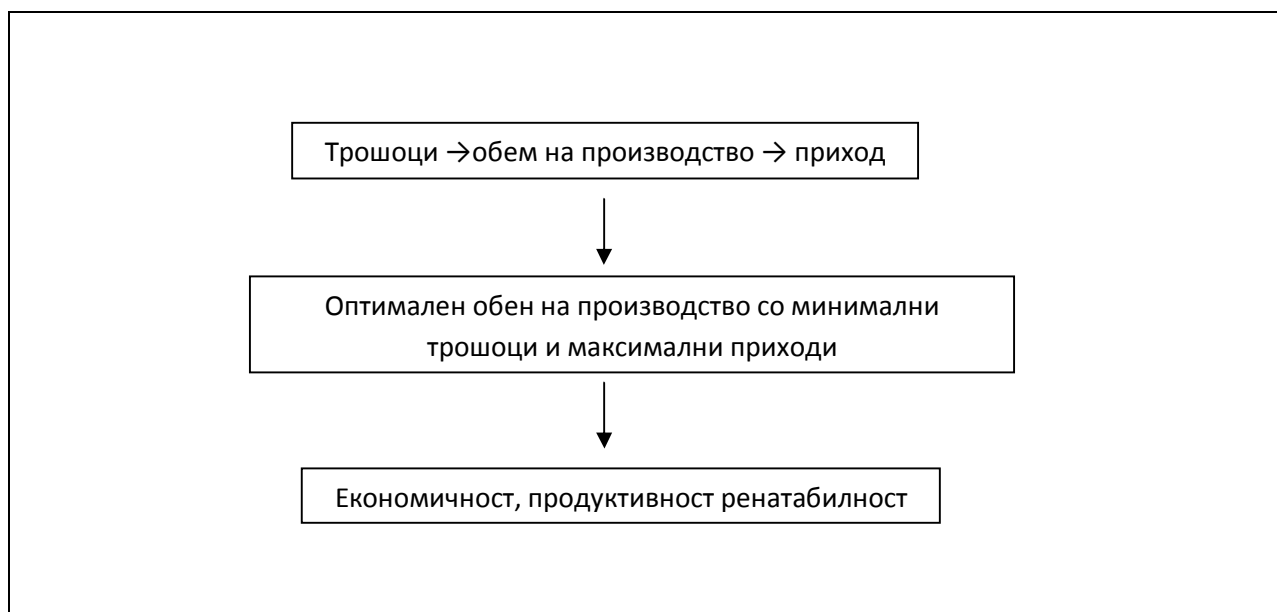 Трошоци →обем на производство → приход
Оптимален обен на производство со минимални
трошоци и максимални приходи
Економичност, продуктивност ренатабилност